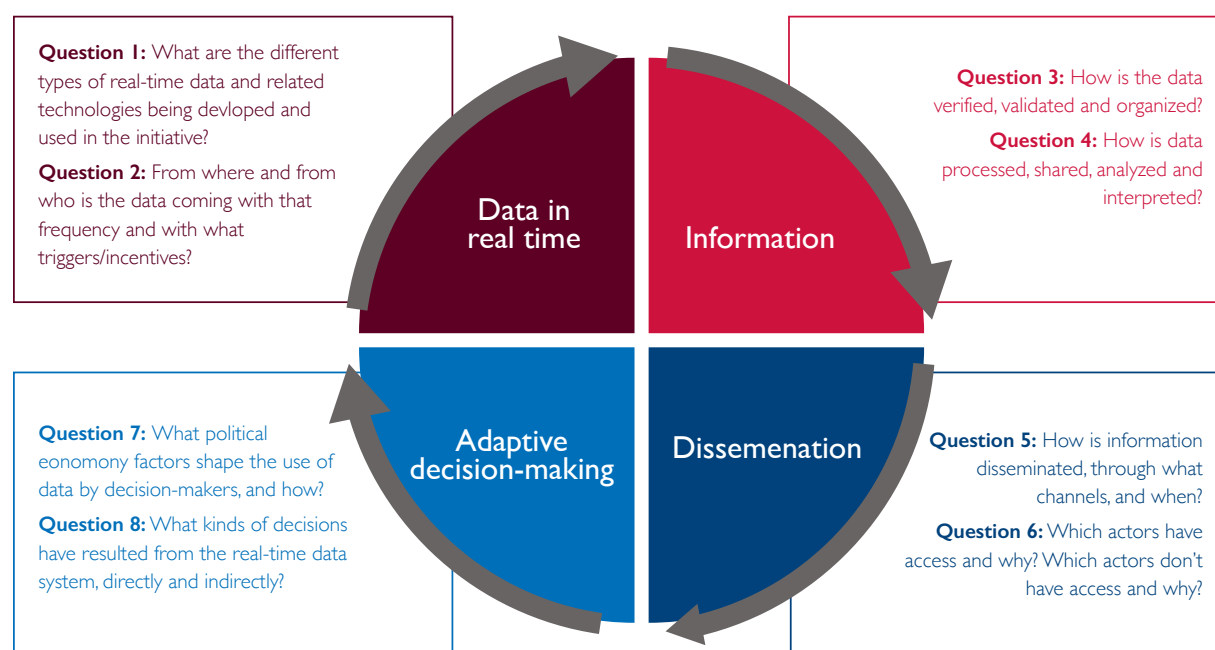 Question 1: What are the different
types of real-time data and related
technologies being devloped and
used in the initiative?
Question 2: From where and from
who is the data coming with that
frequency and with what
triggers/incentives?
Data in
real time
Information
Question 3: How is the data
verified, validated and organized?
Question 4: How is data
processed, shared, analyzed and
interpreted?
Question 7: What political
eonomony factors shape the use of
data by decision-makers, and how?
Question 8: What kinds of decisions
have resulted from the real-time data
system, directly and indirectly?
Adaptive
decision-making
Dissemenation
Question 5: How is information
disseminated, through what
channels, and when?
Question 6: Which actors have
access and why? Which actors don't
have access and why?